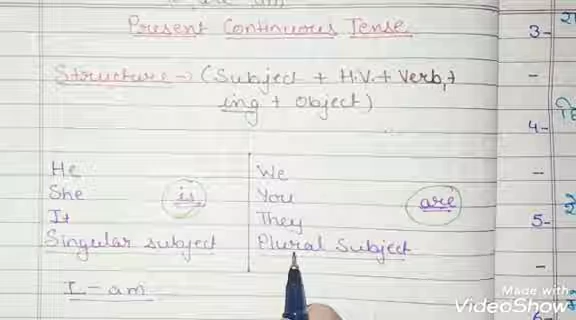 Present Continuous Tense
Structure → (Subject + H.V. + Verb₁ +
ing + object)
He
She
It
Singular subject
is
We
You
They
Plural Subject
are
I - am
3-
4-
5-
6-
Made with
VideoShow